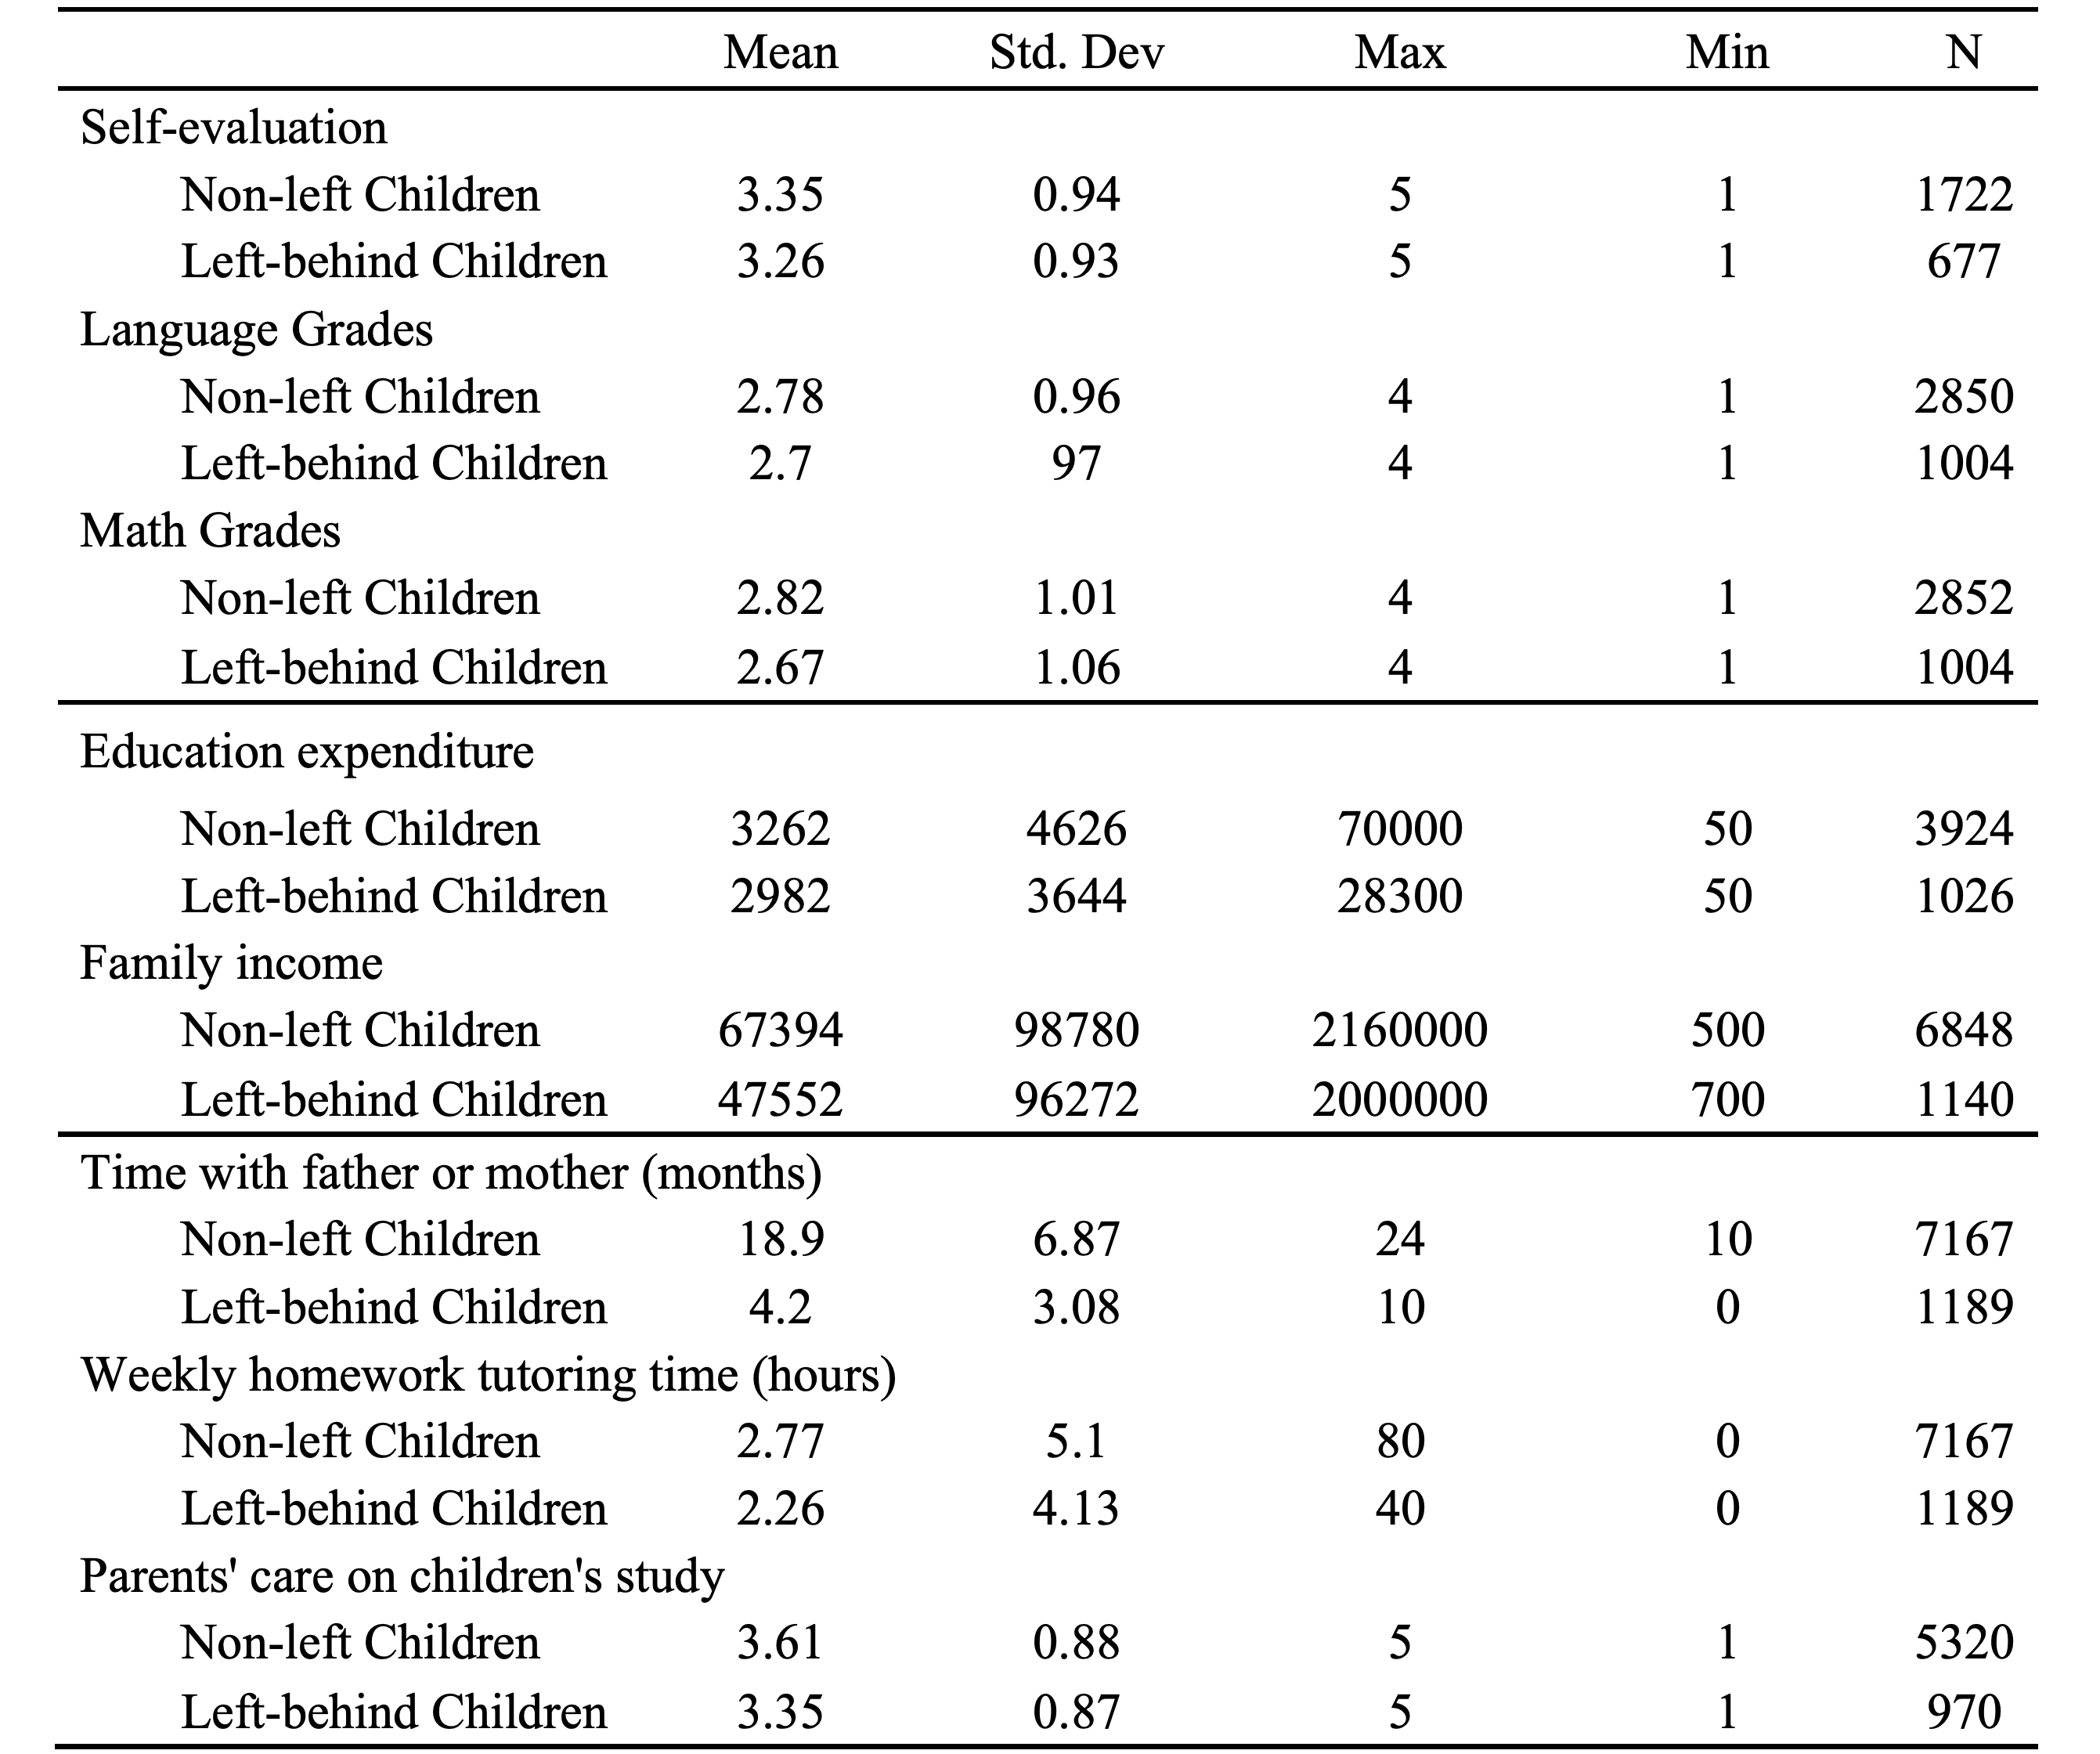 Mean Std. Dev Max Min N
Self-evaluation
Non-left Children 3.35 0.94 5 1 1722
Left-behind Children 3.26 0.93 5 1 677
Language Grades
Non-left Children 2.78 0.96 4 1 2850
Left-behind Children 2.7 97 4 1 1004
Math Grades
Non-left Children 2.82 1.01 4 1 2852
Left-behind Children 2.67 1.06 4 1 1004
Education expenditure
Non-left Children 3262 4626 70000 50 3924
Left-behind Children 2982 3644 28300 50 1026
Family income
Non-left Children 67394 98780 2160000 500 6848
Left-behind Children 47552 96272 2000000 700 1140
Time with father or mother (months)
Non-left Children 18.9 6.87 24 10 7167
Left-behind Children 4.2 3.08 10 0 1189
Weekly homework tutoring time (hours)
Non-left Children 2.77 5.1 80 0 7167
Left-behind Children 2.26 4.13 40 0 1189
Parents' care on children's study
Non-left Children 3.61 0.88 5 1 5320
Left-behind Children 3.35 0.87 5 1 970